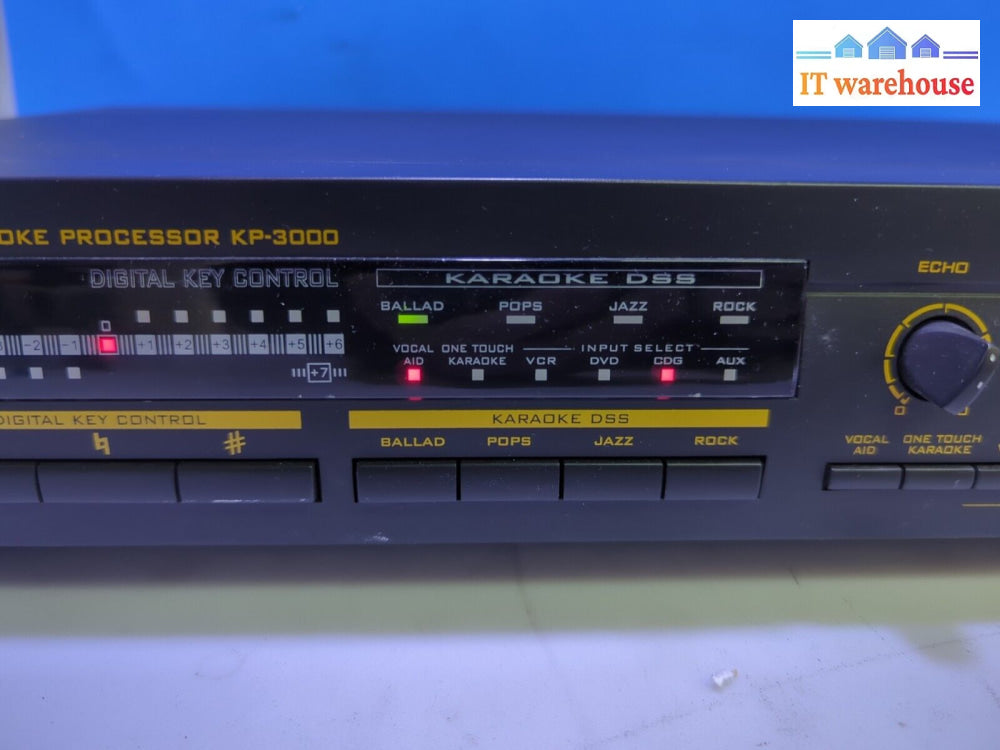 IT warehouse
OKE PROCESSOR KP-3000
DIGITAL KEY CONTROL
0
-2 -1 +1 +2 +3 +4 +5 +6
+7
KARAOKE DSS
BALLAD POPS JAZZ ROCK
VOCAL AID ONE TOUCH KARAOKE INPUT SELECT
VCR DVD CDG AUX
ECHO
0
DIGITAL KEY CONTROL
♮ #
KARAOKE DSS
BALLAD POPS JAZZ ROCK
VOCAL AID ONE TOUCH KARAOKE